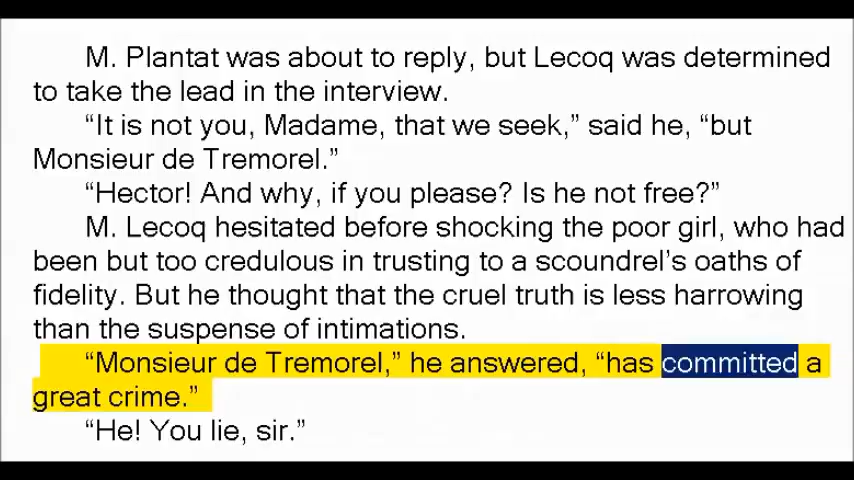 M. Plantat was about to reply, but Lecoq was determined
to take the lead in the interview.
“It is not you, Madame, that we seek,” said he, “but
Monsieur de Tremorel.”
“Hector! And why, if you please? Is he not free?”
M. Lecoq hesitated before shocking the poor girl, who had
been but too credulous in trusting to a scoundrel’s oaths of
fidelity. But he thought that the cruel truth is less harrowing
than the suspense of intimations.
“Monsieur de Tremorel,” he answered, “has committed a
great crime.”
“He! You lie, sir.”